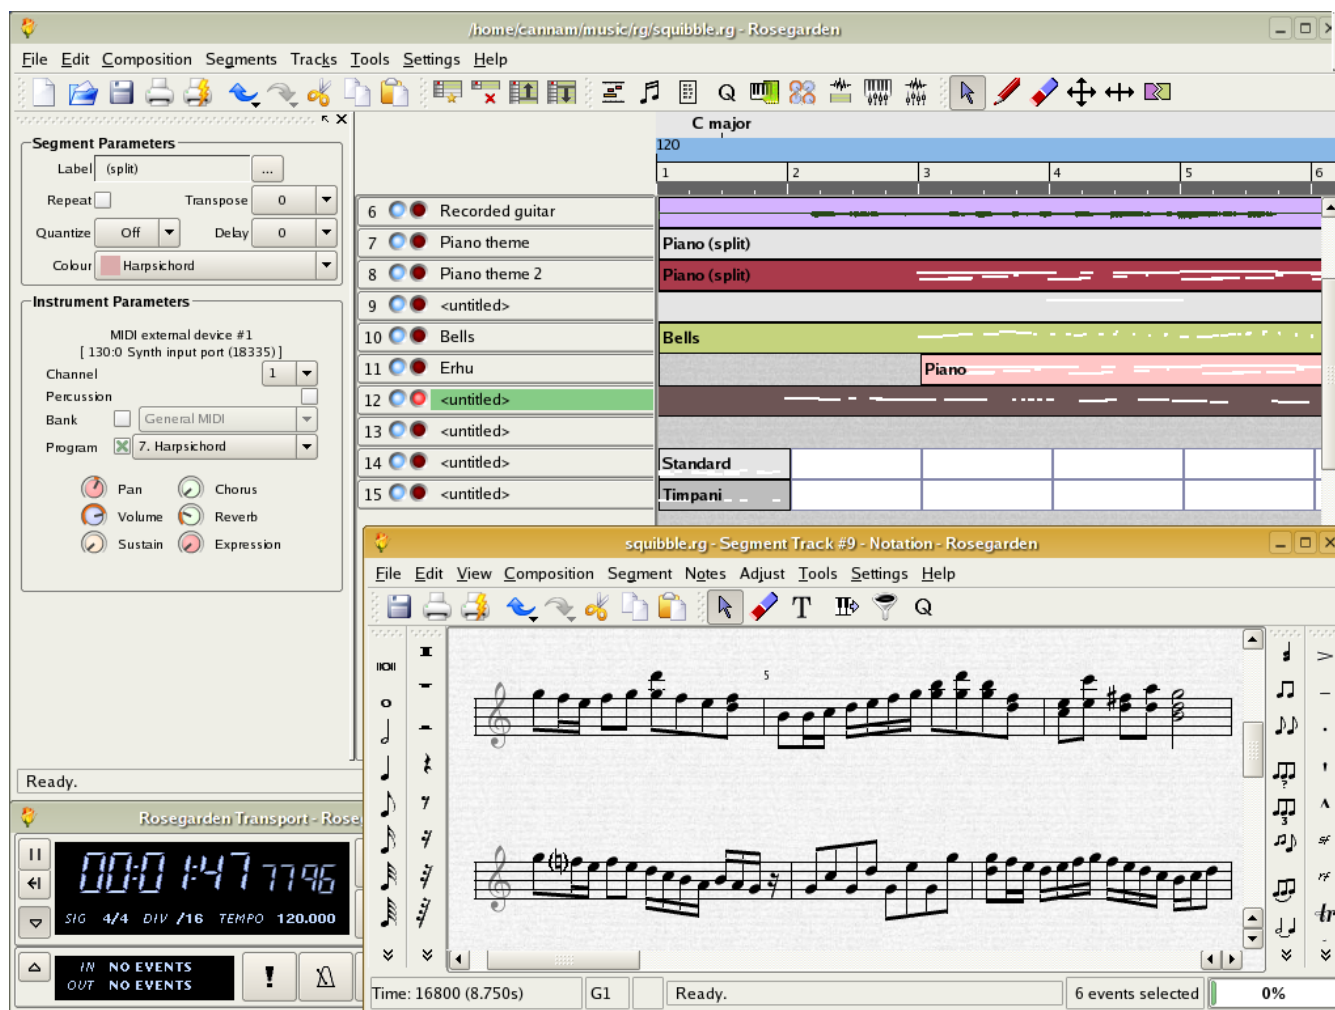 /home/cannam/music/rg/squibble.rg - Rosegarden
File Edit Composition Segments Tracks Tools Settings Help
Q
Segment Parameters
Label (split) ...
Repeat Transpose 0
Quantize Off Delay 0
Colour Harpsichord
Instrument Parameters
MIDI external device #1
[ 130:0 Synth input port (18335) ]
Channel 1
Percussion
Bank General MIDI
Program 7. Harpsichord
Pan Chorus
Volume Reverb
Sustain Expression
Ready.
C major
120
1 2 3 4 5 6
6 Recorded guitar
7 Piano theme Piano (split)
8 Piano theme 2 Piano (split)
9 <untitled>
10 Bells Bells
11 Erhu Piano
12 <untitled>
13 <untitled>
14 <untitled> Standard
15 <untitled> Timpani
squibble.rg - Segment Track #9 - Notation - Rosegarden
File Edit View Composition Segment Notes Adjust Tools Settings Help
T Q
5
?
3
sf
rf
tr
Time: 16800 (8.750s) G1 Ready. 6 events selected 0%
Rosegarden Transport - Rose
00:01:47 7796
SIG 4/4 DIV /16 TEMPO 120.000
IN NO EVENTS
OUT NO EVENTS
!